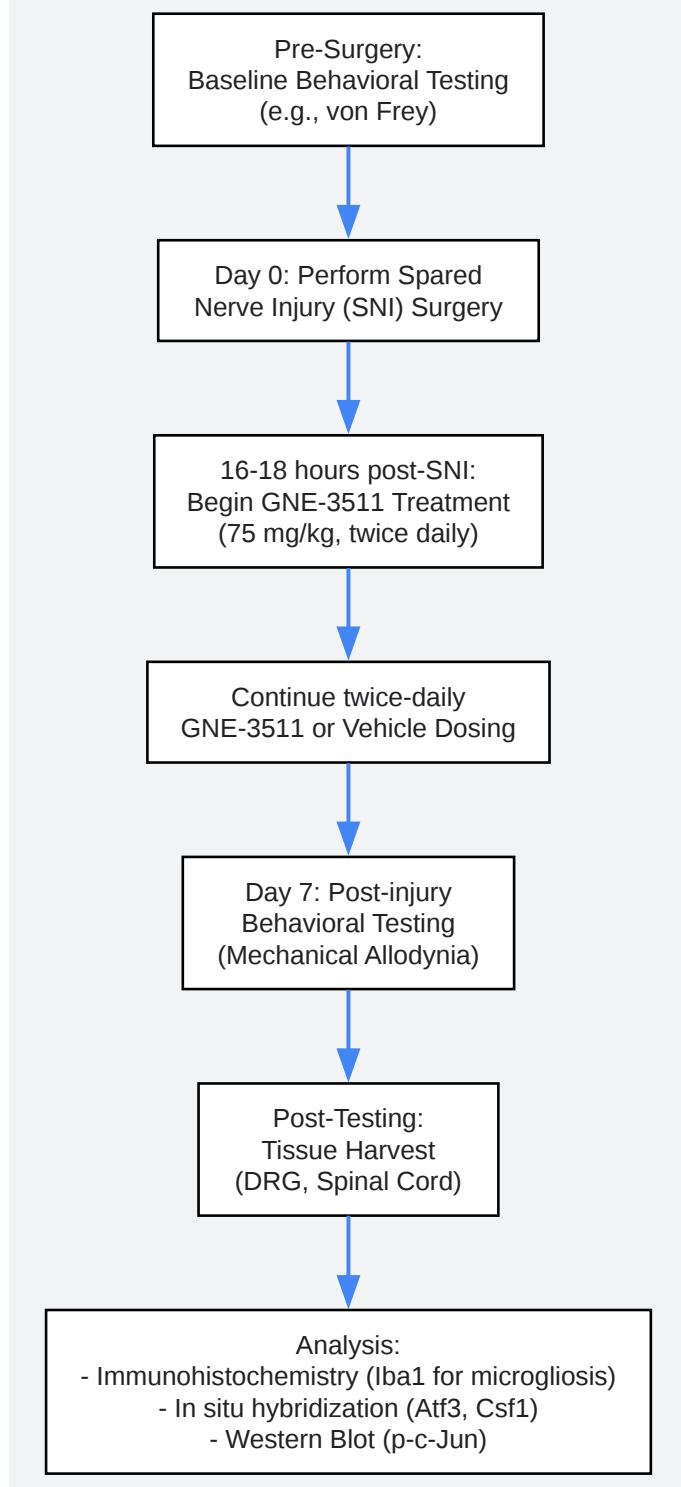 Pre-Surgery:
Baseline Behavioral Testing
(e.g., von Frey)
Day 0: Perform Spared
Nerve Injury (SNI) Surgery
16-18 hours post-SNI:
Begin GNE-3511 Treatment
(75 mg/kg, twice daily)
Continue twice-daily
GNE-3511 or Vehicle Dosing
Day 7: Post-injury
Behavioral Testing
(Mechanical Allodynia)
Post-Testing:
Tissue Harvest
(DRG, Spinal Cord)
Analysis:
- Immunohistochemistry (Iba1 for microgliosis)
- In situ hybridization (Atf3, Csf1)
- Western Blot (p-c-Jun)